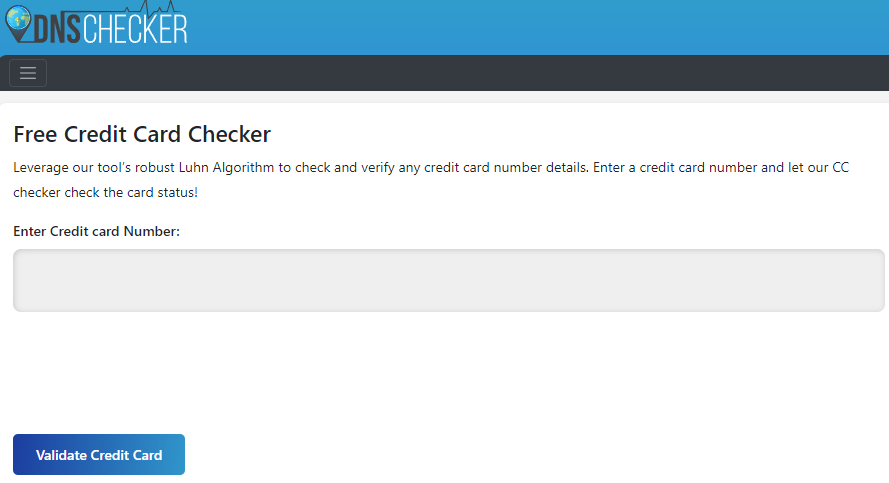 DNSCHECKER
Free Credit Card Checker
Leverage our tool's robust Luhn Algorithm to check and verify any credit card number details. Enter a credit card number and let our CC
checker check the card status!
Enter Credit card Number:
Validate Credit Card